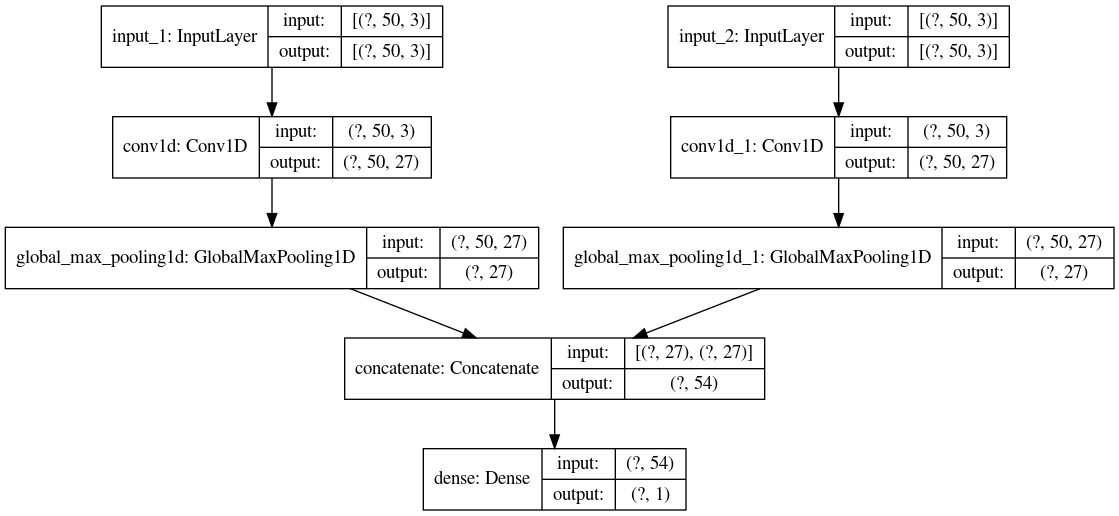 input_1: InputLayer
input: [(?, 50, 3)]
output: [(?, 50, 3)]
input_2: InputLayer
input: [(?, 50, 3)]
output: [(?, 50, 3)]
conv1d: Conv1D
input: (?, 50, 3)
output: (?, 50, 27)
conv1d_1: Conv1D
input: (?, 50, 3)
output: (?, 50, 27)
global_max_pooling1d: GlobalMaxPooling1D
input: (?, 50, 27)
output: (?, 27)
global_max_pooling1d_1: GlobalMaxPooling1D
input: (?, 50, 27)
output: (?, 27)
concatenate: Concatenate
input: [(?, 27), (?, 27)]
output: (?, 54)
dense: Dense
input: (?, 54)
output: (?, 1)